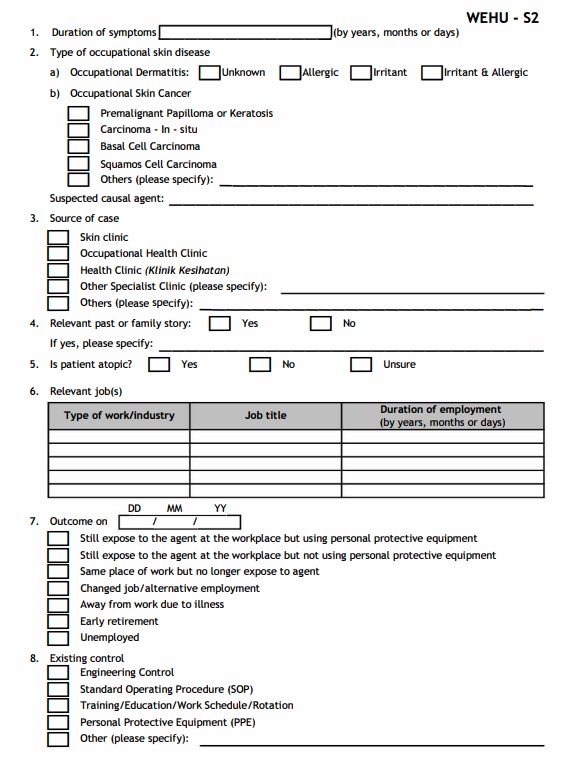 WEHU - S2
1. Duration of symptoms (by years, months or days)
2. Type of occupational skin disease
a) Occupational Dermatitis: Unknown Allergic Irritant Irritant & Allergic
b) Occupational Skin Cancer
Premalignant Papilloma or Keratosis
Carcinoma - In - situ
Basal Cell Carcinoma
Squamos Cell Carcinoma
Others (please specify):
Suspected causal agent:
3. Source of case
Skin clinic
Occupational Health Clinic
Health Clinic (Klinik Kesihatan)
Other Specialist Clinic (please specify):
Others (please specify):
4. Relevant past or family story: Yes No
If yes, please specify:
5. Is patient atopic? Yes No Unsure
6. Relevant job(s)
Type of work/industry Job title Duration of employment
(by years, months or days)
DD MM YY
7. Outcome on / /
Still expose to the agent at the workplace but using personal protective equipment
Still expose to the agent at the workplace but not using personal protective equipment
Same place of work but no longer expose to agent
Changed job/alternative employment
Away from work due to illness
Early retirement
Unemployed
8. Existing control
Engineering Control
Standard Operating Procedure (SOP)
Training/Education/Work Schedule/Rotation
Personal Protective Equipment (PPE)
Other (please specify):